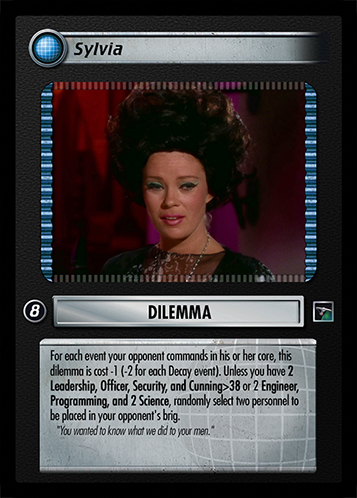 Sylvia
8
DILEMMA
For each event your opponent commands in his or her core, this
dilemma is cost -1 (-2 for each Decay event). Unless you have 2
Leadership, Officer, Security, and Cunning>38 or 2 Engineer,
Programming, and 2 Science, randomly select two personnel to
be placed in your opponent's brig.
"You wanted to know what we did to your men."